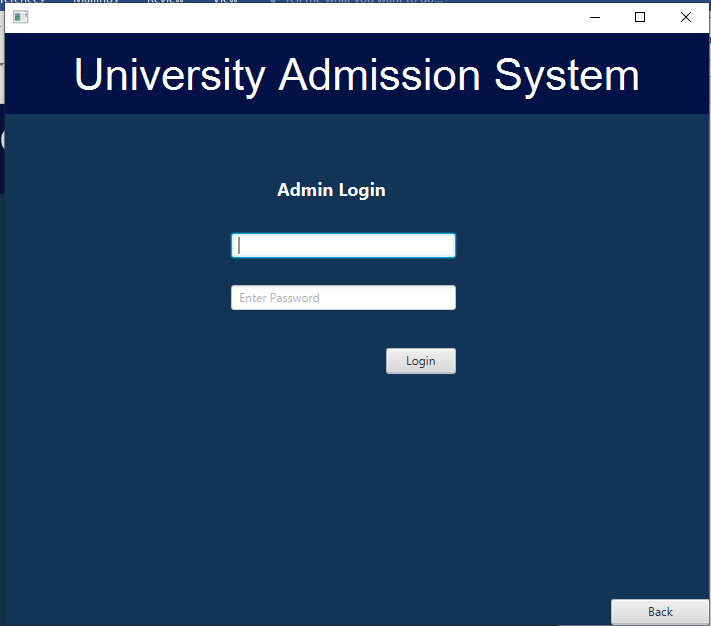 University Admission System
Admin Login
Enter Password
Login
Back